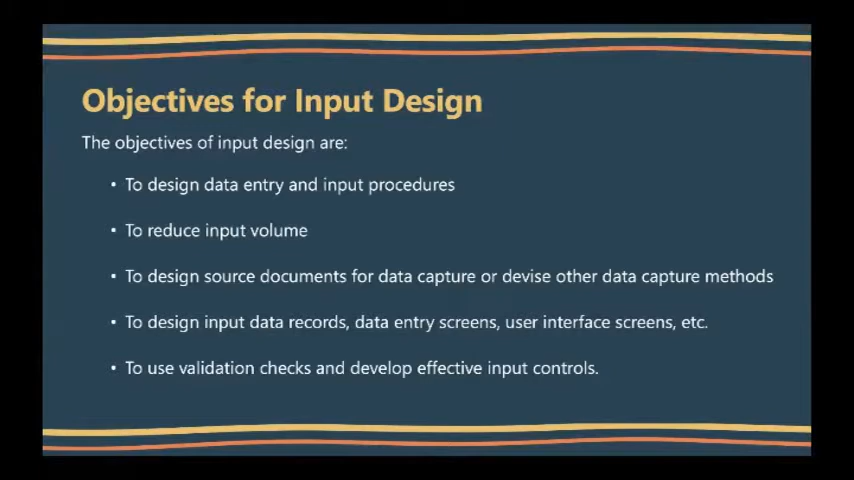 Objectives for Input Design
The objectives of input design are:
• To design data entry and input procedures
• To reduce input volume
• To design source documents for data capture or devise other data capture methods
• To design input data records, data entry screens, user interface screens, etc.
• To use validation checks and develop effective input controls.